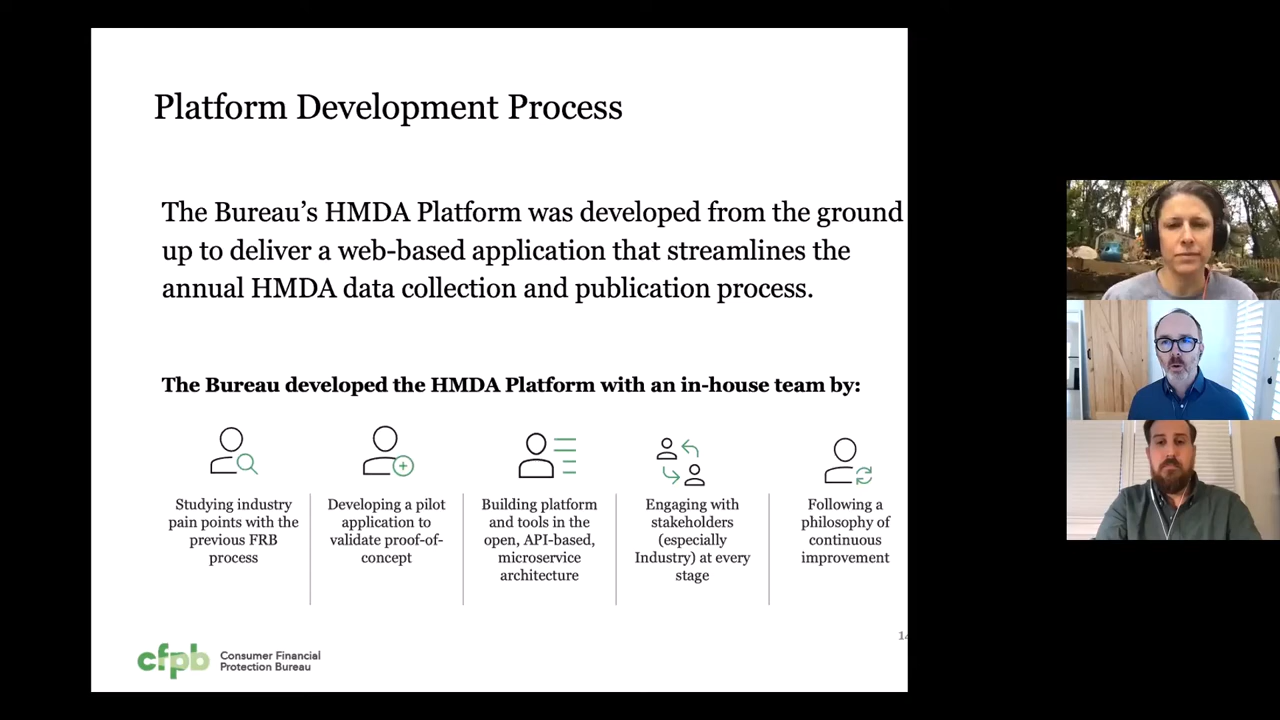 Platform Development Process
The Bureau’s HMDA Platform was developed from the ground
up to deliver a web-based application that streamlines the
annual HMDA data collection and publication process.
The Bureau developed the HMDA Platform with an in-house team by:
Studying industry
pain points with the
previous FRB
process
Developing a pilot
application to
validate proof-of-
concept
Building platform
and tools in the
open, API-based,
microservice
architecture
Engaging with
stakeholders
(especially
Industry) at every
stage
Following a
philosophy of
continuous
improvement
cfpb
Consumer Financial
Protection Bureau